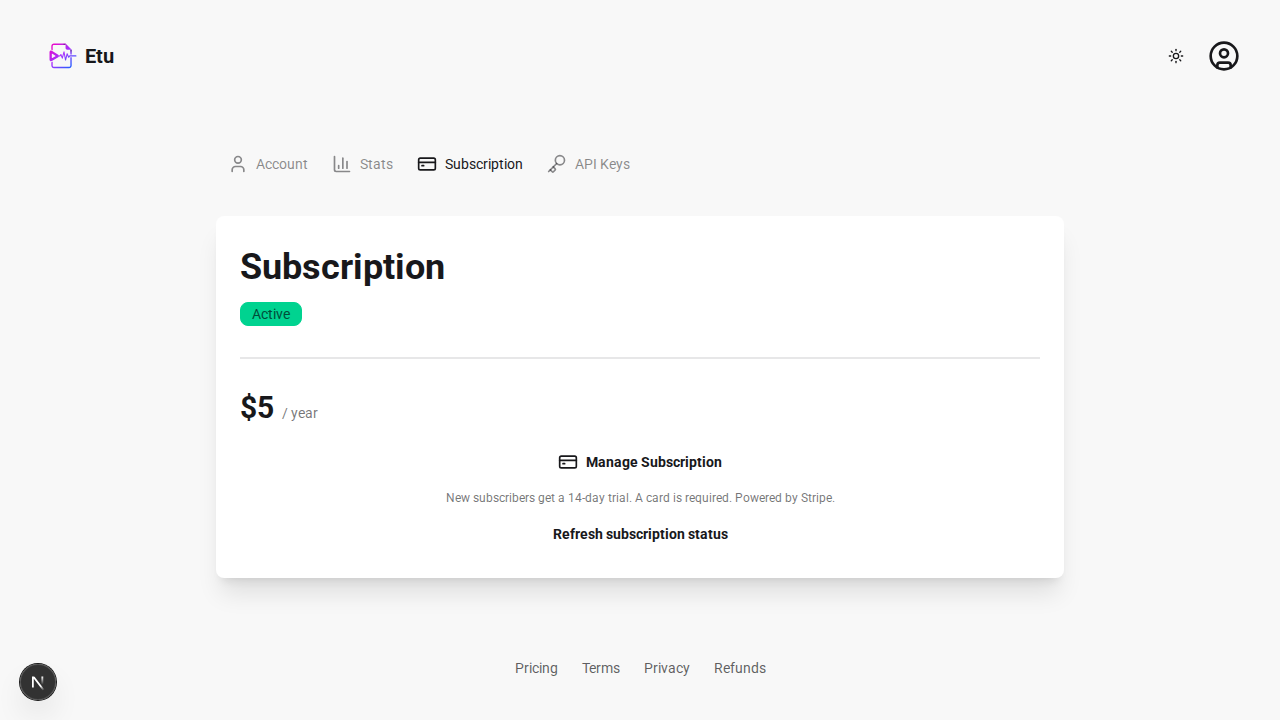 Etu
Account
Stats
Subscription
API Keys
Subscription
Active
$5 / year
Manage Subscription
New subscribers get a 14-day trial. A card is required. Powered by Stripe.
Refresh subscription status
Pricing
Terms
Privacy
Refunds
N